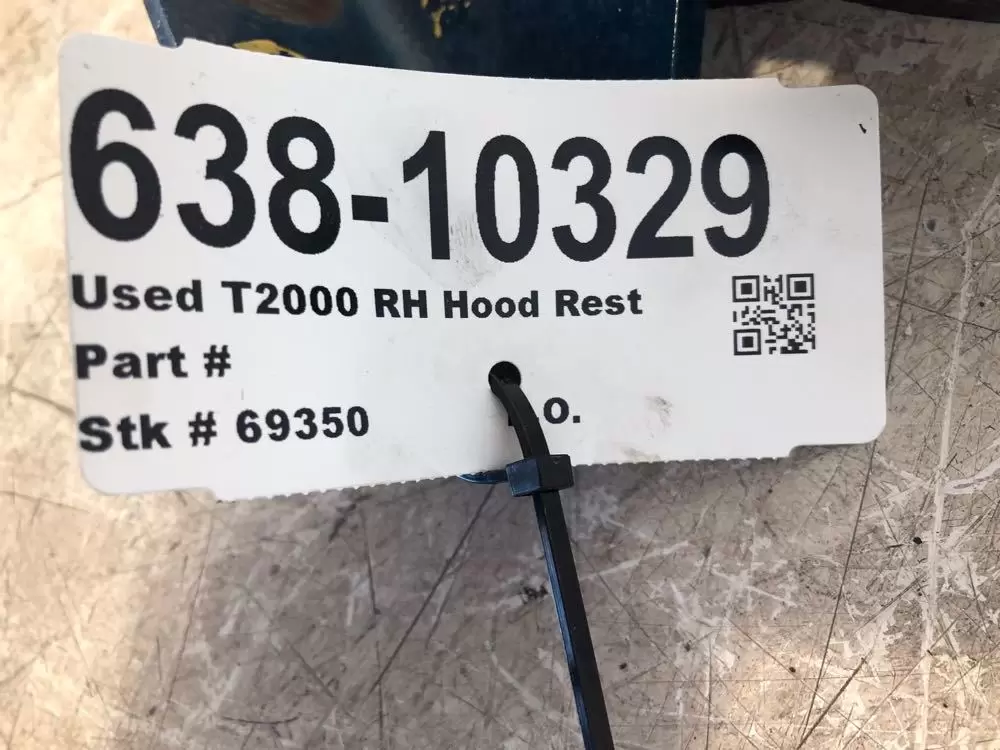 638-10329
Used T2000 RH Hood Rest
Part #
Stk # 69350 .O.